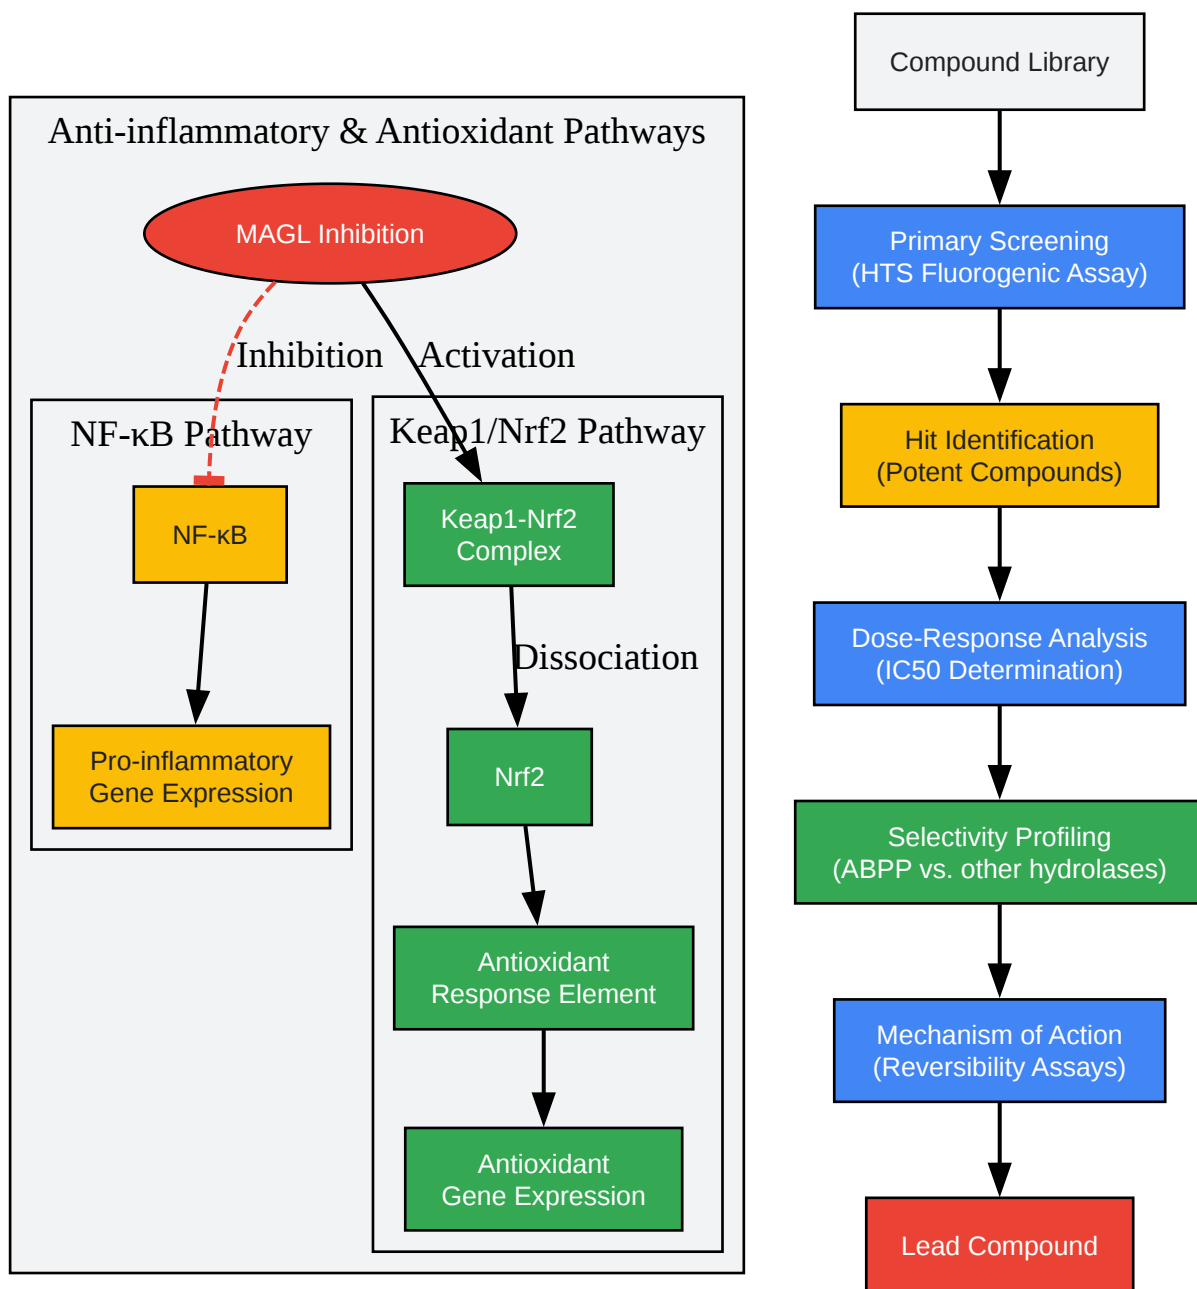 Anti-inflammatory & Antioxidant Pathways
MAGL Inhibition
Inhibition
Activation
NF-κB Pathway
NF-κB
Pro-inflammatory
Gene Expression
Keap1/Nrf2 Pathway
Keap1-Nrf2
Complex
Dissociation
Nrf2
Antioxidant
Response Element
Antioxidant
Gene Expression
Compound Library
Primary Screening
(HTS Fluorogenic Assay)
Hit Identification
(Potent Compounds)
Dose-Response Analysis
(IC50 Determination)
Selectivity Profiling
(ABPP vs. other hydrolases)
Mechanism of Action
(Reversibility Assays)
Lead Compound